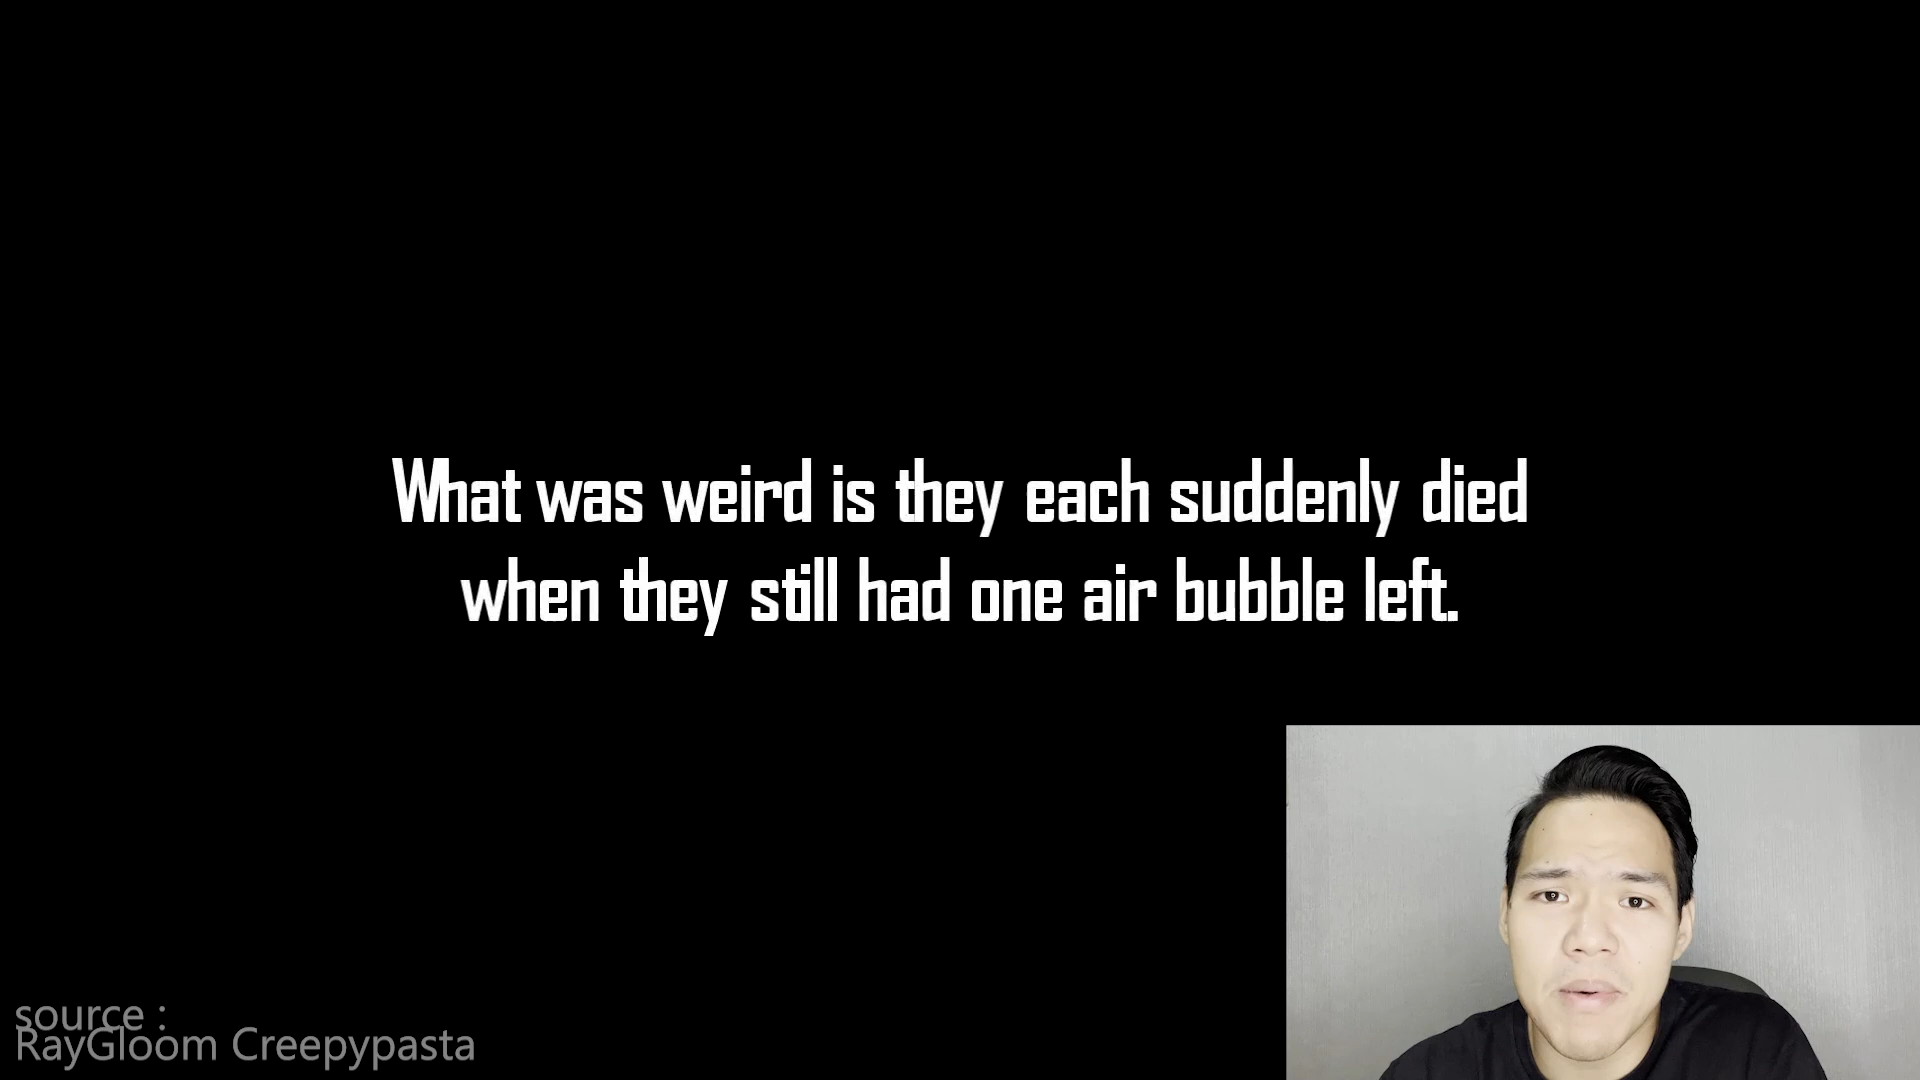 What was weird is they each suddenly died
when they still had one air bubble left.
source :
RayGloom Creepypasta